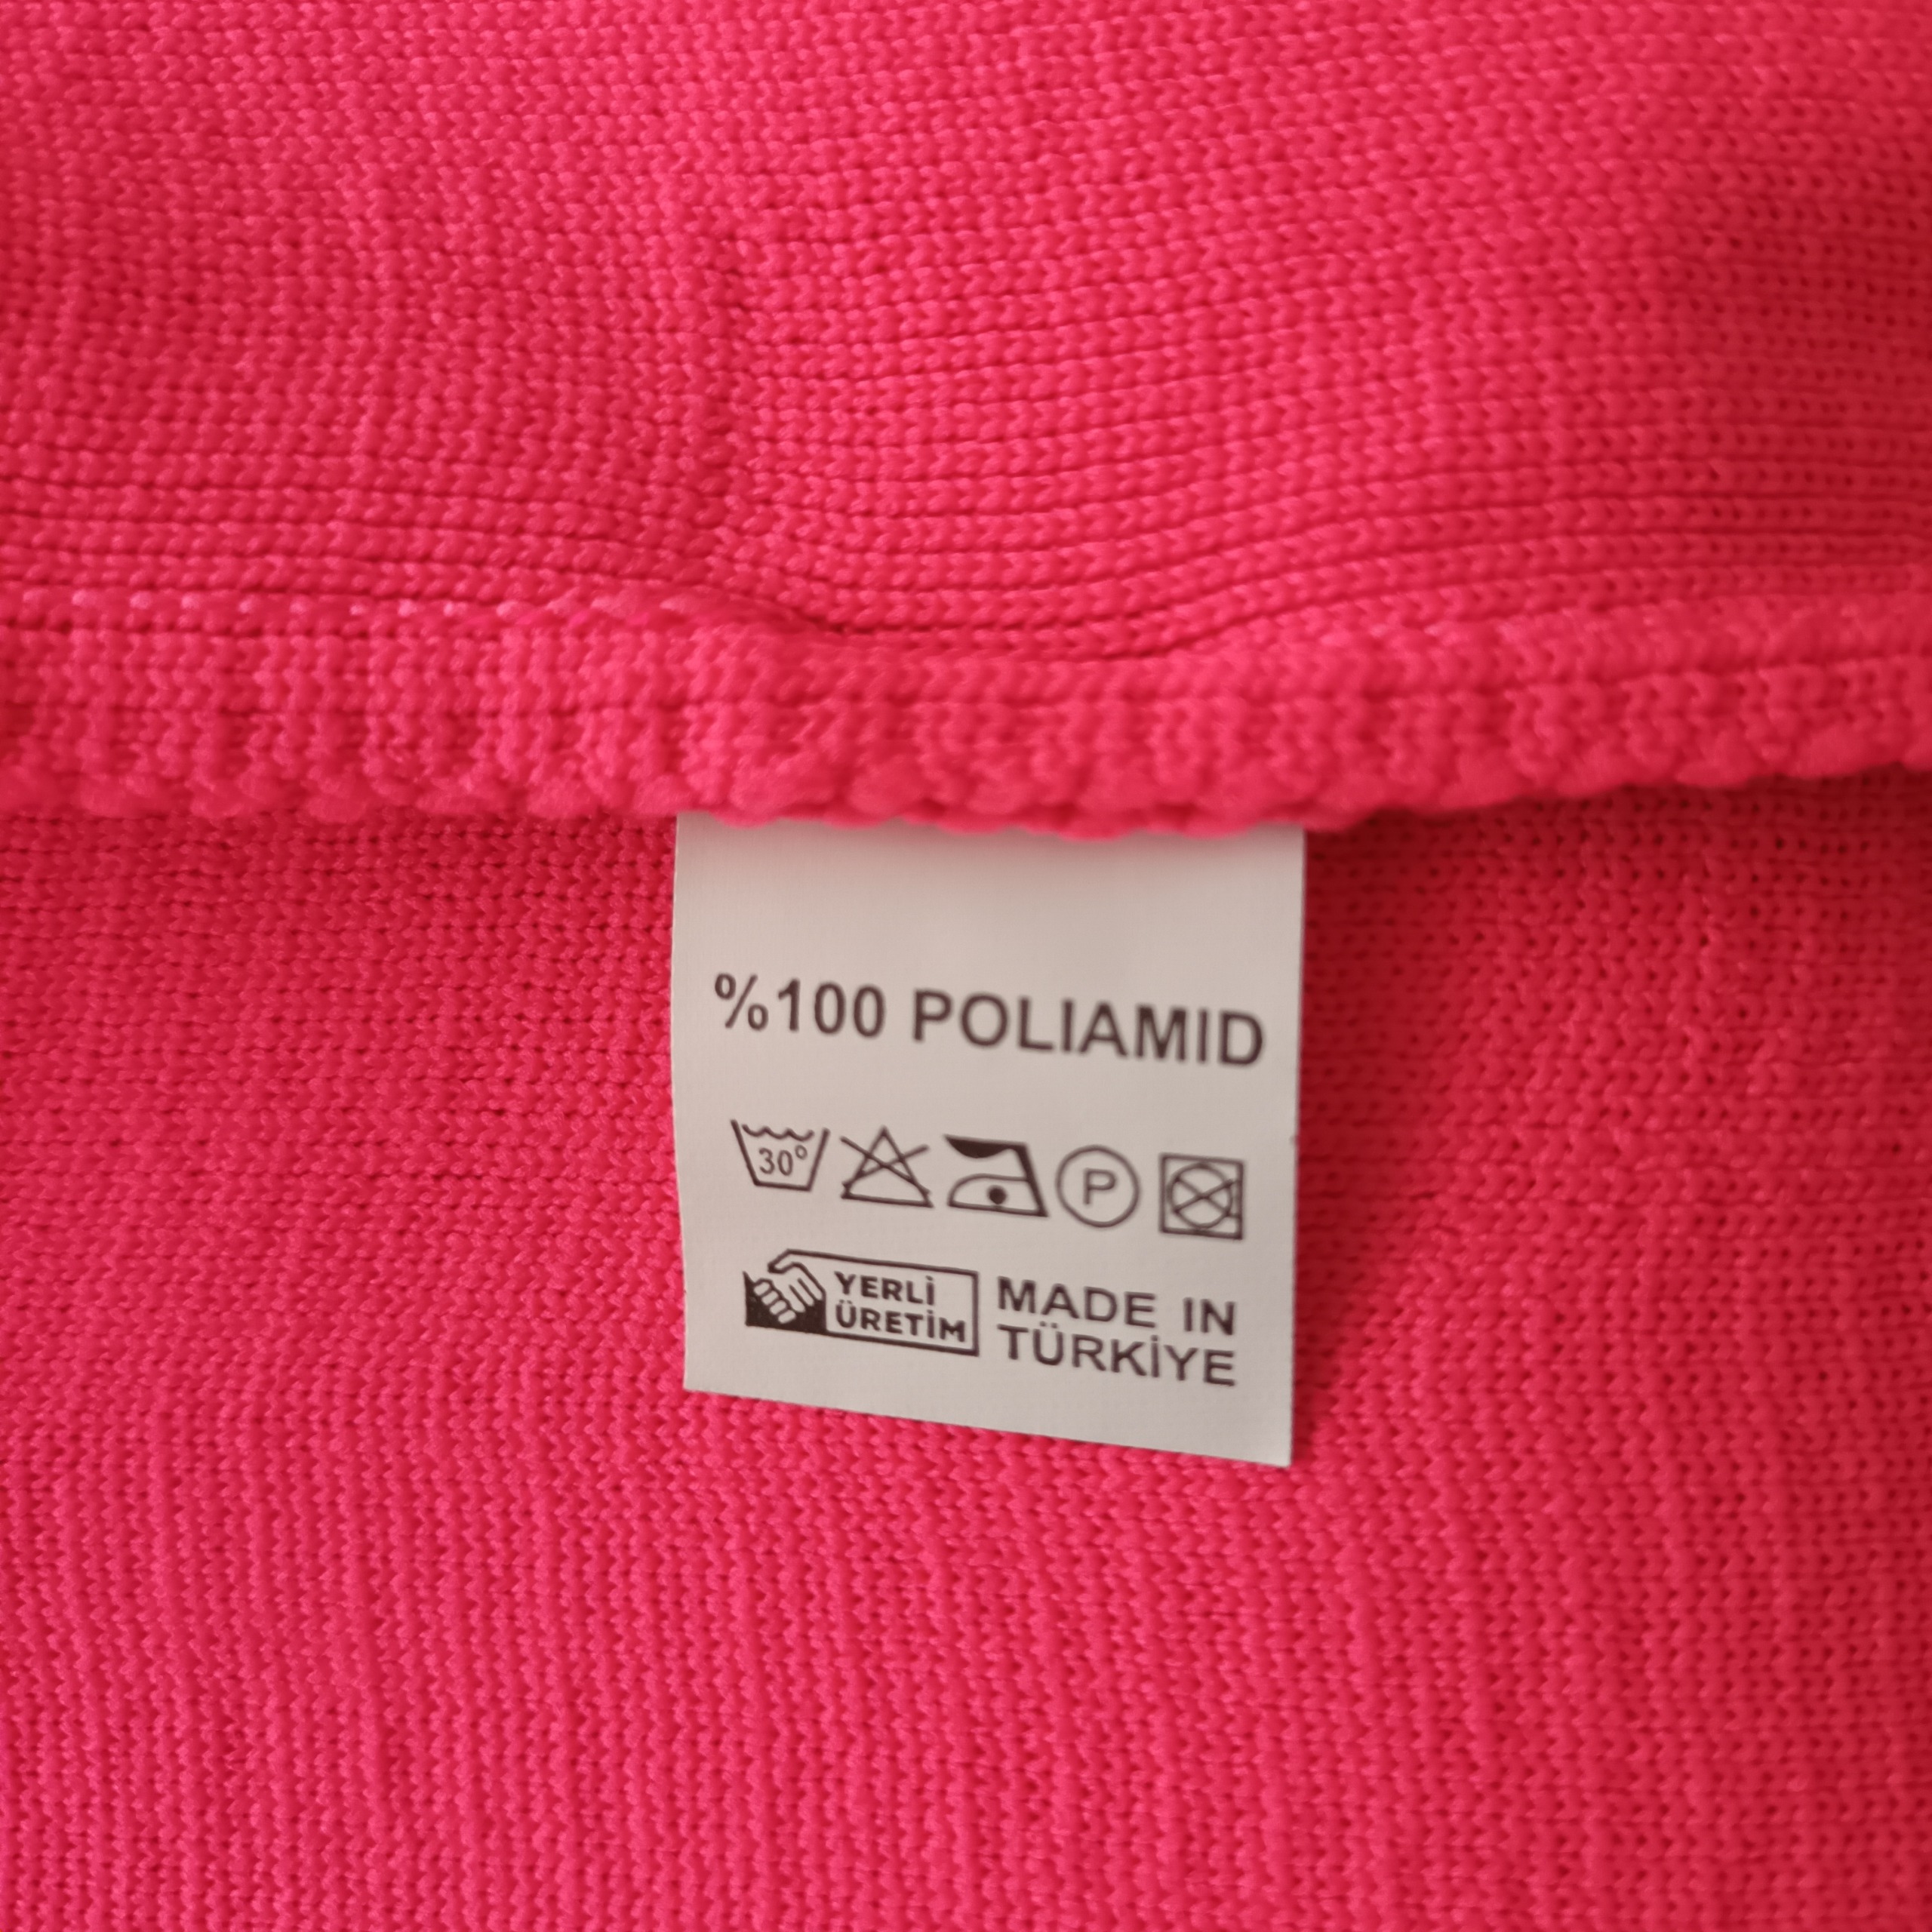 %100 POLIAMID
30°
P
YERLİ
ÜRETİM
MADE IN
TÜRKİYE